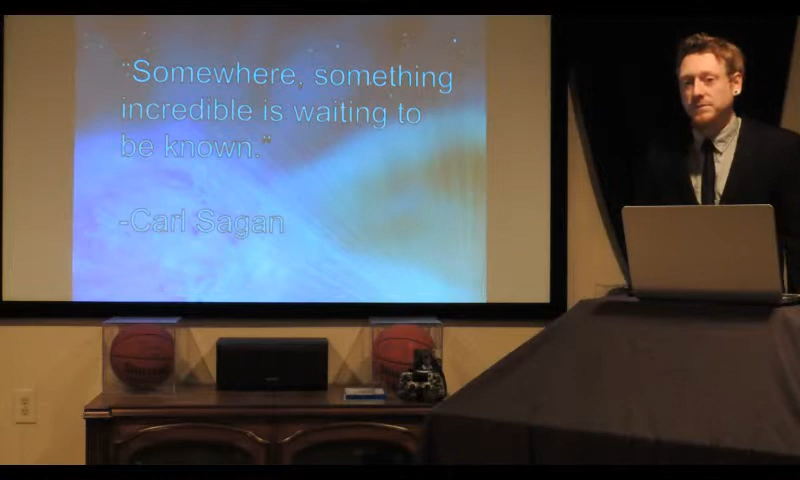 "Somewhere, something
incredible is waiting to
be known."
-Carl Sagan